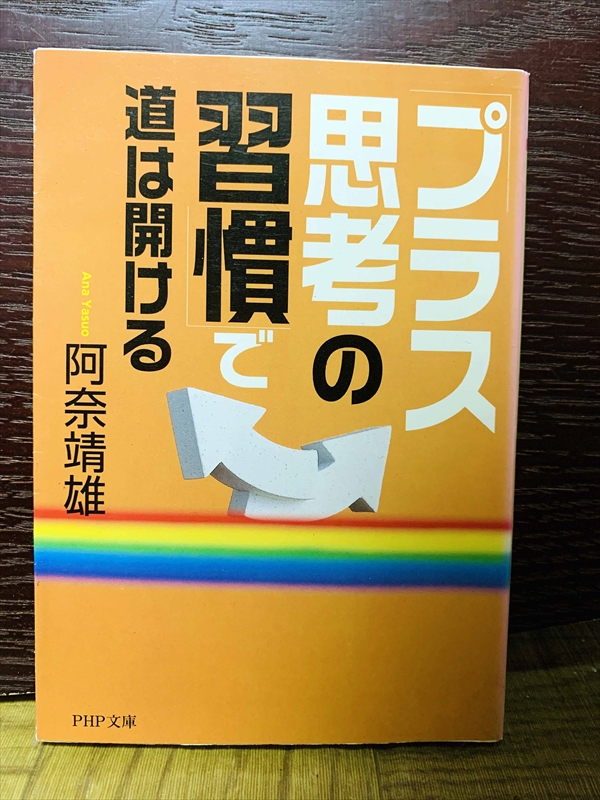 「プラス
思考の
習慣」で
道は開ける
Ana Yasuo
阿奈靖雄
PHP文庫